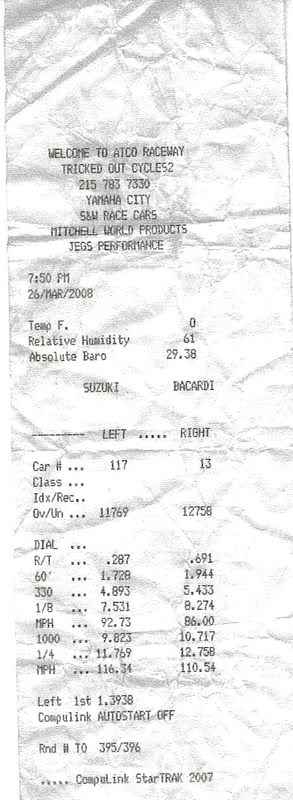 WELCOME TO ATCO RACEWAY
TRICKED OUT CYCLES2
215 783 7330
YAMAHA CITY
S&W RACE CARS
MITCHELL WORLD PRODUCTS
JEGS PERFORMANCE
7:50 PM
26/MAR/2008
Temp F. 0
Relative Humidity 61
Absolute Baro 29.38
SUZUKI BACARDI
--------- LEFT ..... RIGHT
Car # ... 117 13
Class ...
Idx/Rec..
Ov/Un ... 11769 12758
DIAL ...
R/T ... .287 .691
60' ... 1.728 1.944
330 ... 4.893 5.433
1/8 ... 7.531 8.274
MPH ... 92.73 86.00
1000 ... 9.823 10.717
1/4 ... 11.769 12.758
MPH ... 116.34 110.54
Left 1st 1.3938
Compulink AUTOSTART OFF
Rnd # TO 395/396
..... CompuLink StarTRAK 2007